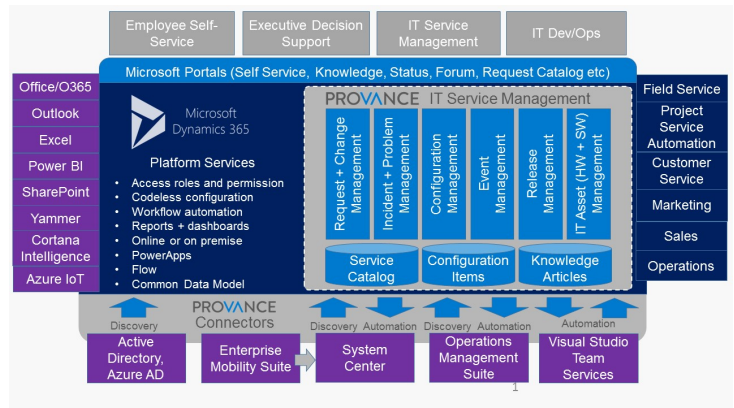 Employee Self-
Service
Executive Decision
Support
IT Service
Management
IT Dev/Ops
Microsoft Portals (Self Service, Knowledge, Status, Forum, Request Catalog etc)
Office/O365
Outlook
Excel
Power BI
SharePoint
Yammer
Cortana
Intelligence
Azure IoT
Microsoft
Dynamics 365
Platform Services
• Access roles and permission
• Codeless configuration
• Workflow automation
• Reports + dashboards
• Online or on premise
• PowerApps
• Flow
• Common Data Model
PROVANCE IT Service Management
Request + Change
Management
Incident + Problem
Management
Configuration
Management
Event
Management
Release
Management
IT Asset (HW + SW)
Management
Service
Catalog
Configuration
Items
Knowledge
Articles
Field Service
Project
Service
Automation
Customer
Service
Marketing
Sales
Operations
PROVANCE
Connectors
Discovery
Discovery
Automation
Discovery
Automation
Automation
Active
Directory,
Azure AD
Enterprise
Mobility Suite
System
Center
Operations
Management
Suite
Visual Studio
Team
Services
1